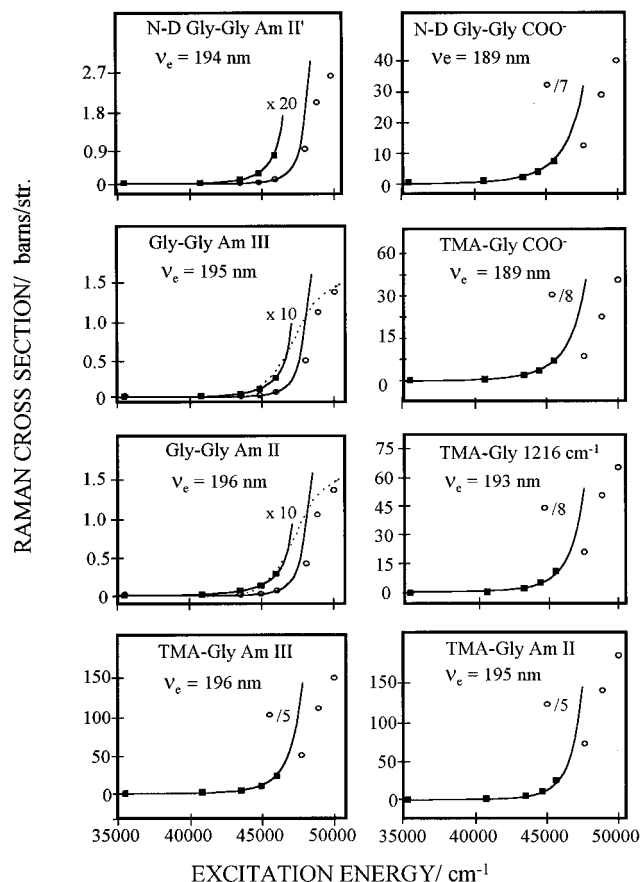 RAMAN CROSS SECTION/ barns/str.
N-D Gly-Gly Am II'
νe = 194 nm
x 20
2.7
1.8
0.9
0
N-D Gly-Gly COO-
νe = 189 nm
/7
40
30
20
10
0
Gly-Gly Am III
νe = 195 nm
x 10
1.5
1.0
0.5
0
TMA-Gly COO-
νe = 189 nm
/8
60
30
15
0
Gly-Gly Am II
νe = 196 nm
x 10
1.5
1.0
0.5
0
TMA-Gly 1216 cm-1
νe = 193 nm
/8
75
60
45
30
15
0
TMA-Gly Am III
νe = 196 nm
/5
150
100
50
0
35000 40000 45000 50000
TMA-Gly Am II
νe = 195 nm
/5
150
100
50
0
35000 40000 45000 50000
EXCITATION ENERGY/ cm-1